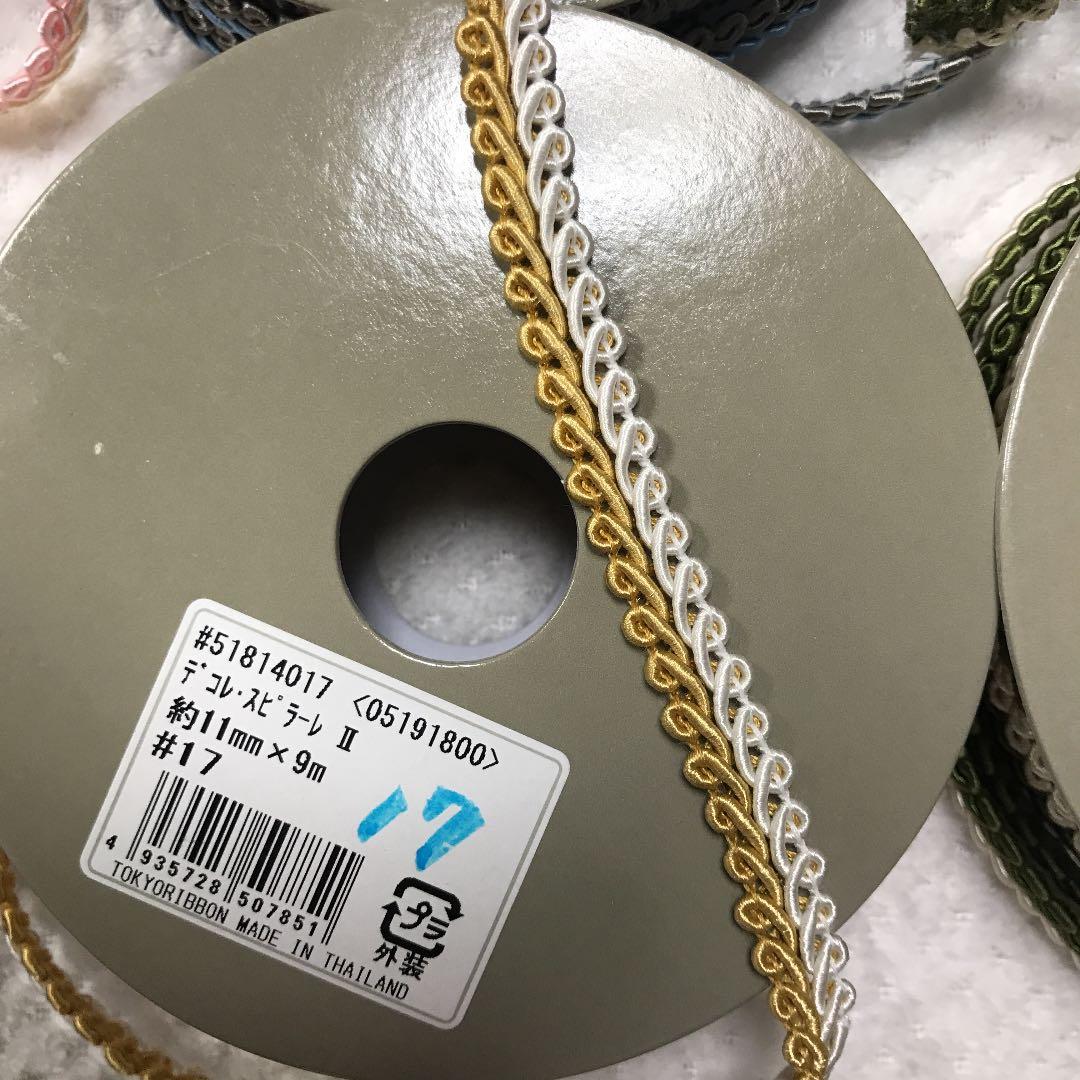 #51814017 <05191800>
ﾃﾞｺﾚ･ｽﾋﾟﾗｰﾚ Ⅱ
約11mm×9m
#17
17
4 935728 507851
TOKYORIBBON MADE IN THAILAND
プラ
外装